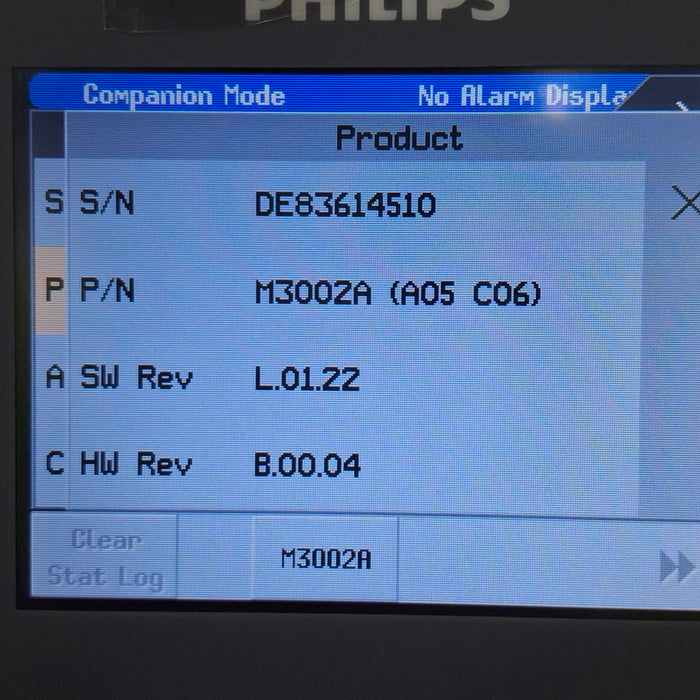 PHILIPS
Companion Mode No Alarm Displa
Product
S S/N DE83614510
P P/N M3002A (A05 C06)
A SW Rev L.01.22
C HW Rev B.00.04
Clear
Stat Log
M3002A